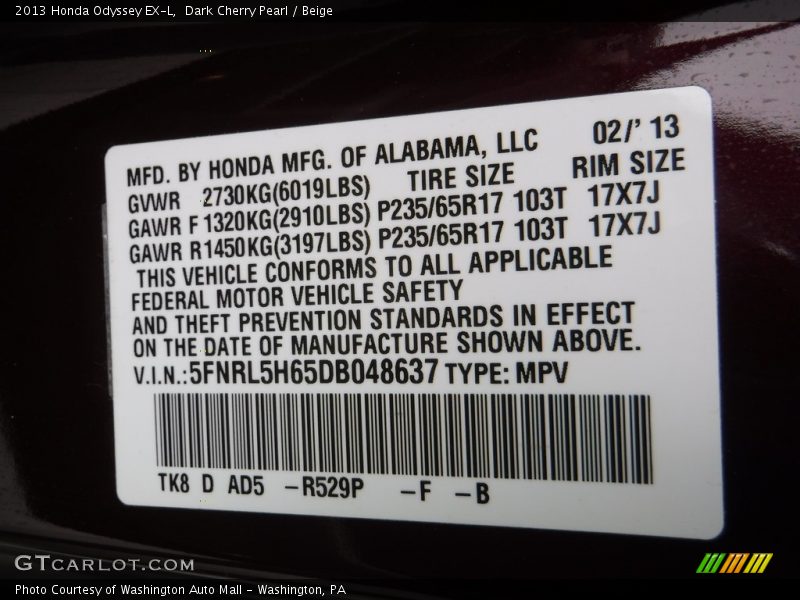 2013 Honda Odyssey EX-L,  Dark Cherry Pearl / Beige
MFD. BY HONDA MFG. OF ALABAMA, LLC 02/' 13
GVWR 2730KG(6019LBS) TIRE SIZE RIM SIZE
GAWR F 1320KG(2910LBS) P235/65R17 103T 17X7J
GAWR R1450KG(3197LBS) P235/65R17 103T 17X7J
THIS VEHICLE CONFORMS TO ALL APPLICABLE
FEDERAL MOTOR VEHICLE SAFETY
AND THEFT PREVENTION STANDARDS IN EFFECT
ON THE DATE OF MANUFACTURE SHOWN ABOVE.
V.I.N.:5FNRL5H65DB048637 TYPE: MPV
TK8 D AD5 –R529P –F –B
GTCARLOT.COM
Photo Courtesy of Washington Auto Mall - Washington, PA